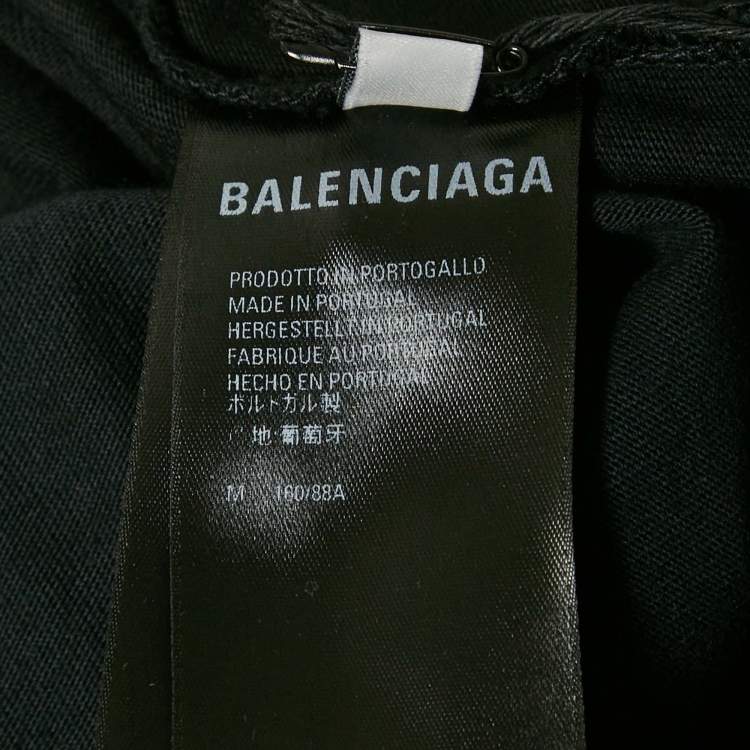 BALENCIAGA
PRODOTTO IN PORTOGALLO
MADE IN PORTUGAL
HERGESTELLT IN PORTUGAL
FABRIQUE AU PORTUGAL
HECHO EN PORTUGAL
ポルトガル製
地:葡萄牙
M 160/88A